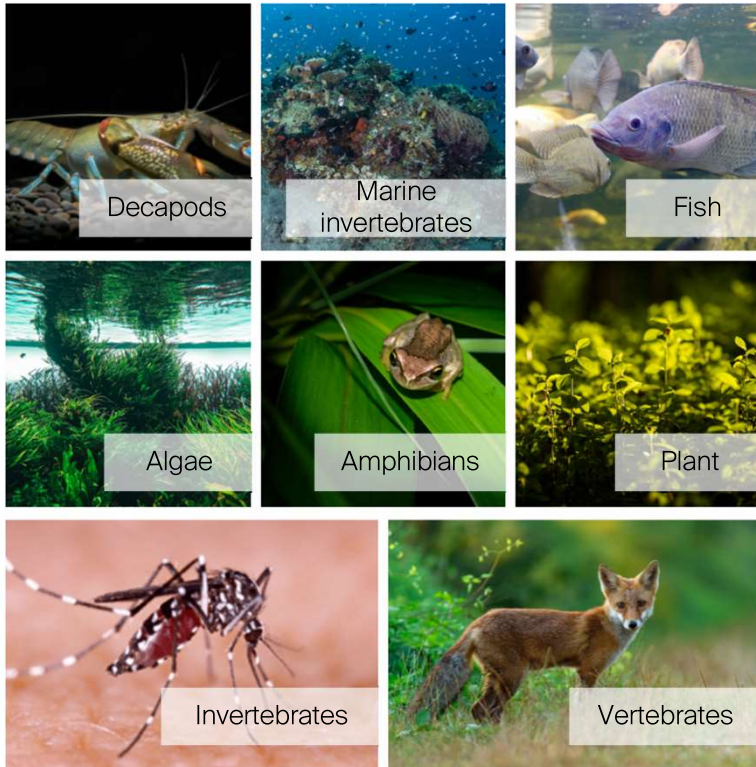 Decapods
Marine
invertebrates
Fish
Algae
Amphibians
Plant
Invertebrates
Vertebrates